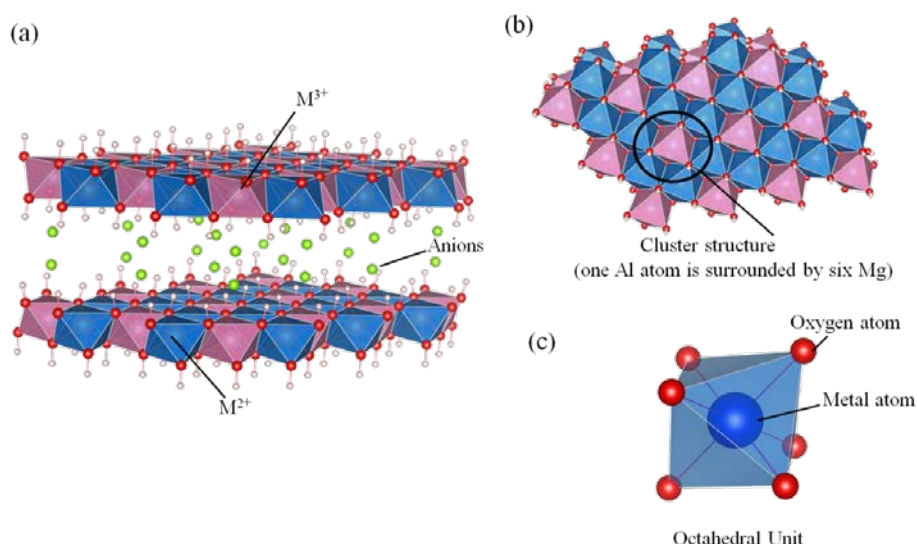 (a)
M³⁺
Anions
M²⁺
(b)
Cluster structure
(one Al atom is surrounded by six Mg)
(c)
Oxygen atom
Metal atom
Octahedral Unit